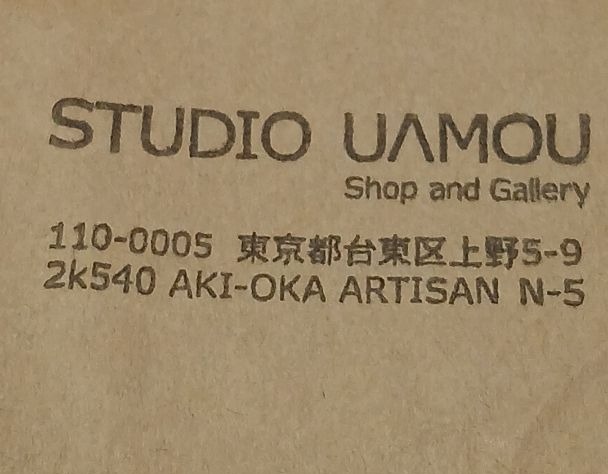 STUDIO UΛMOU
Shop and Gallery
110-0005 東京都台東区上野5-9
2k540 AKI-OKA ARTISAN N-5